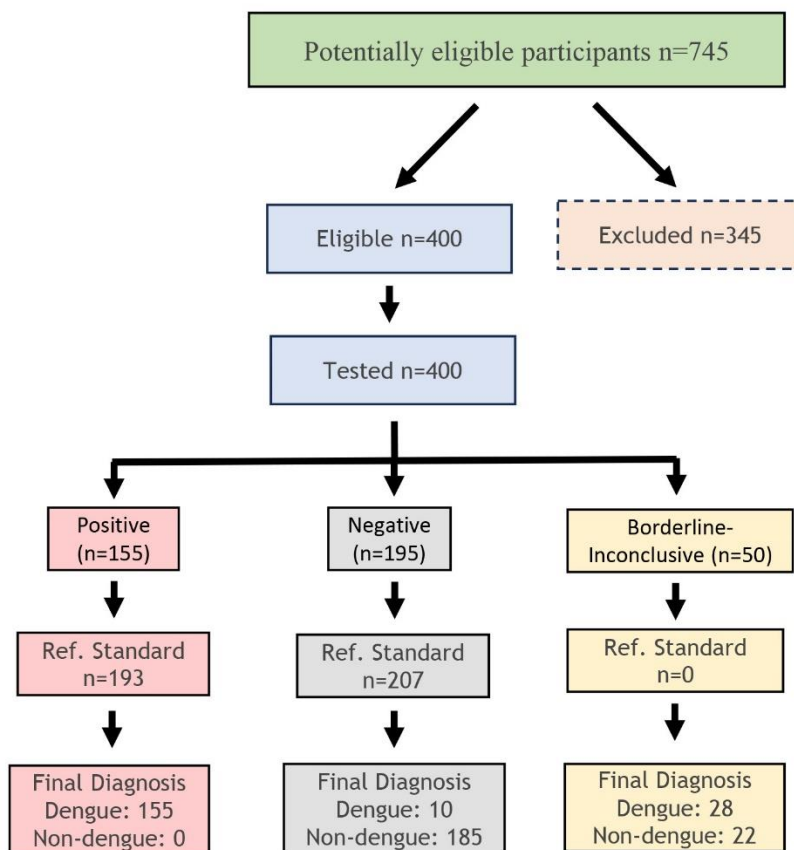 Potentially eligible participants n=745
Eligible n=400
Excluded n=345
Tested n=400
Positive
(n=155)
Negative
(n=195)
Borderline-
Inconclusive (n=50)
Ref. Standard
n=193
Ref. Standard
n=207
Ref. Standard
n=0
Final Diagnosis
Dengue: 155
Non-dengue: 0
Final Diagnosis
Dengue: 10
Non-dengue: 185
Final Diagnosis
Dengue: 28
Non-dengue: 22